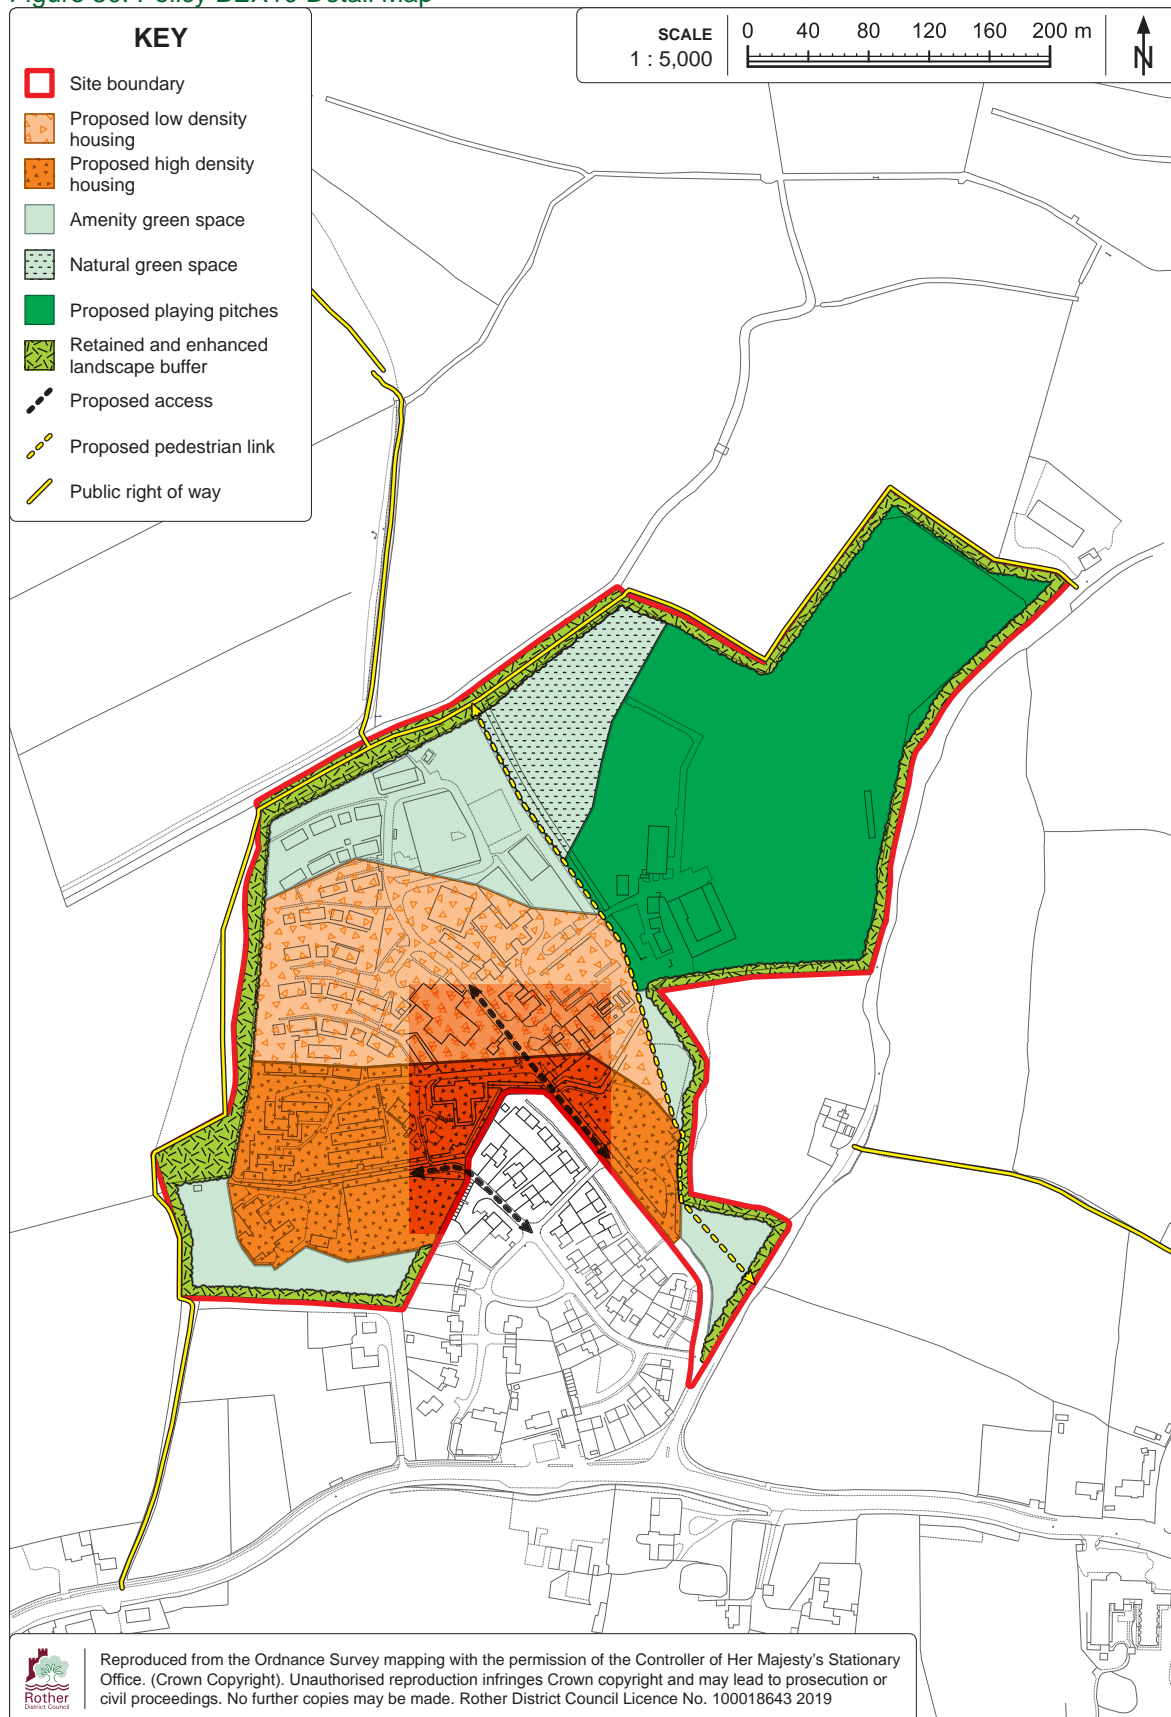 KEY
Site boundary
Proposed low density
housing
Proposed high density
housing
Amenity green space
Natural green space
Proposed playing pitches
Retained and enhanced
landscape buffer
Proposed access
Proposed pedestrian link
Public right of way
SCALE
1 : 5,000
0 40 80 120 160 200 m
N
Rother
District Council
Reproduced from the Ordnance Survey mapping with the permission of the Controller of Her Majesty's Stationary
Office. (Crown Copyright). Unauthorised reproduction infringes Crown copyright and may lead to prosecution or
civil proceedings. No further copies may be made. Rother District Council Licence No. 100018643 2019